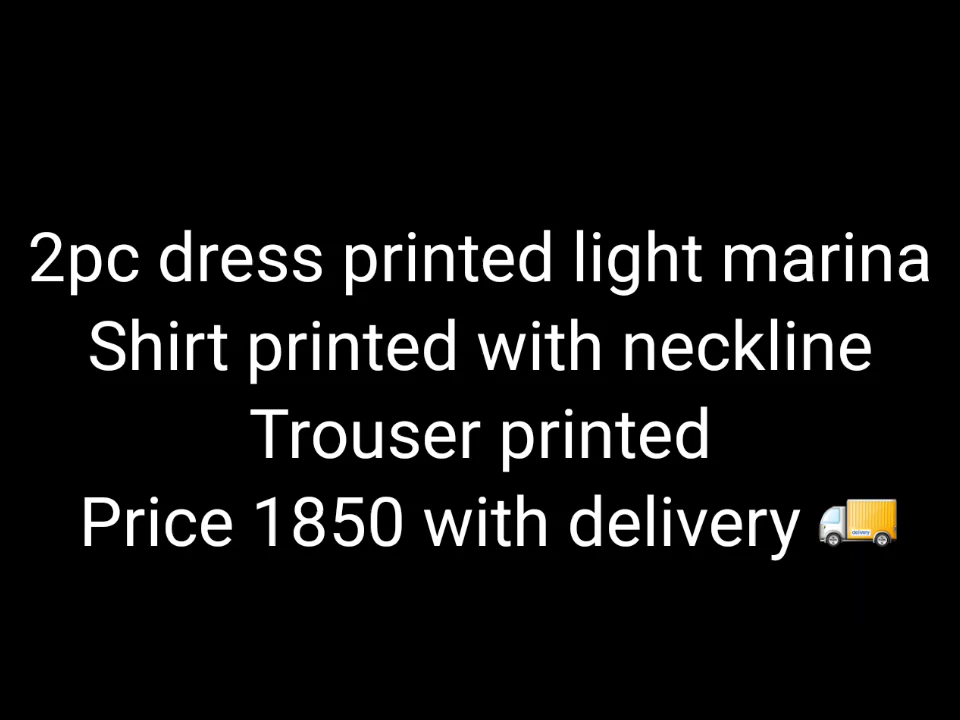 2pc dress printed light marina
Shirt printed with neckline
Trouser printed
Price 1850 with delivery 🚚